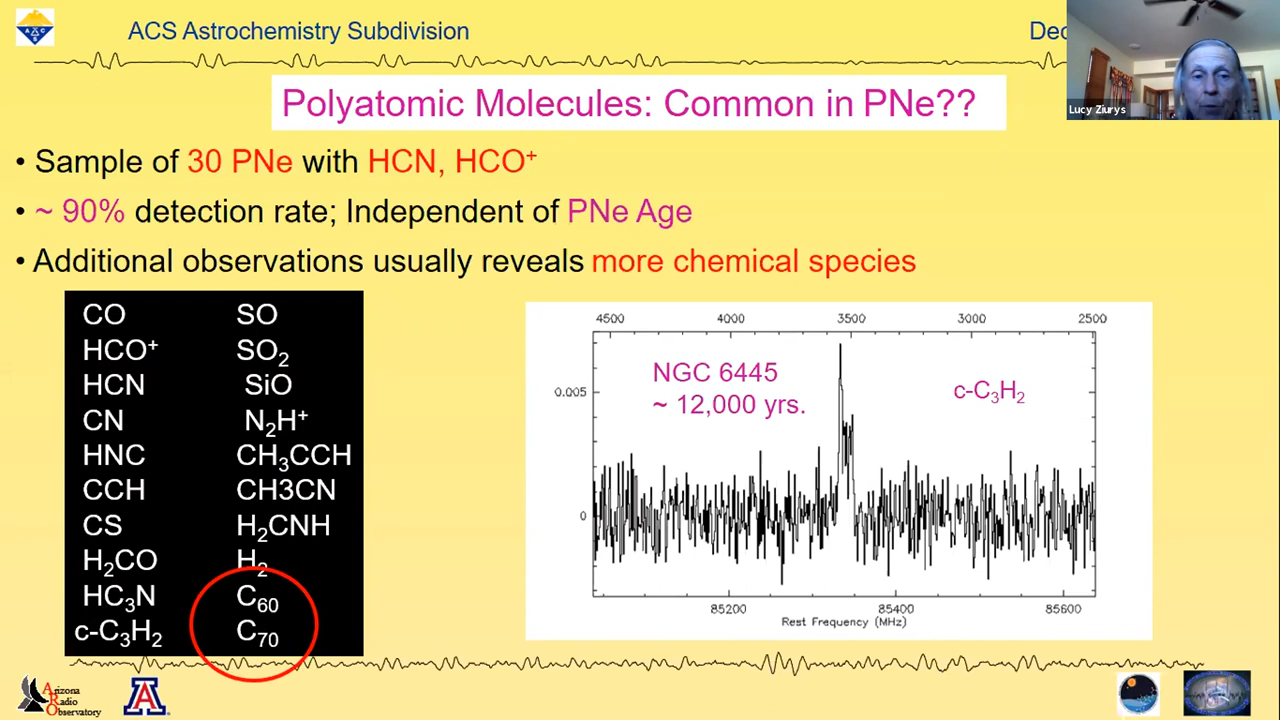 ACS Astrochemistry Subdivision
Dec
Lucy Ziurys
Polyatomic Molecules: Common in PNe??
• Sample of 30 PNe with HCN, HCO⁺
• ~ 90% detection rate; Independent of PNe Age
• Additional observations usually reveals more chemical species
CO SO
HCO⁺ SO₂
HCN SiO
CN N₂H⁺
HNC CH₃CCH
CCH CH3CN
CS H₂CNH
H₂CO H₂
HC₃N C₆₀
c-C₃H₂ C₇₀
4500 4000 3500 3000 2500
NGC 6445
~ 12,000 yrs.
c-C₃H₂
0.005
0
85200 85400 85600
Rest Frequency (MHz)
Arizona
Radio
Observatory
A